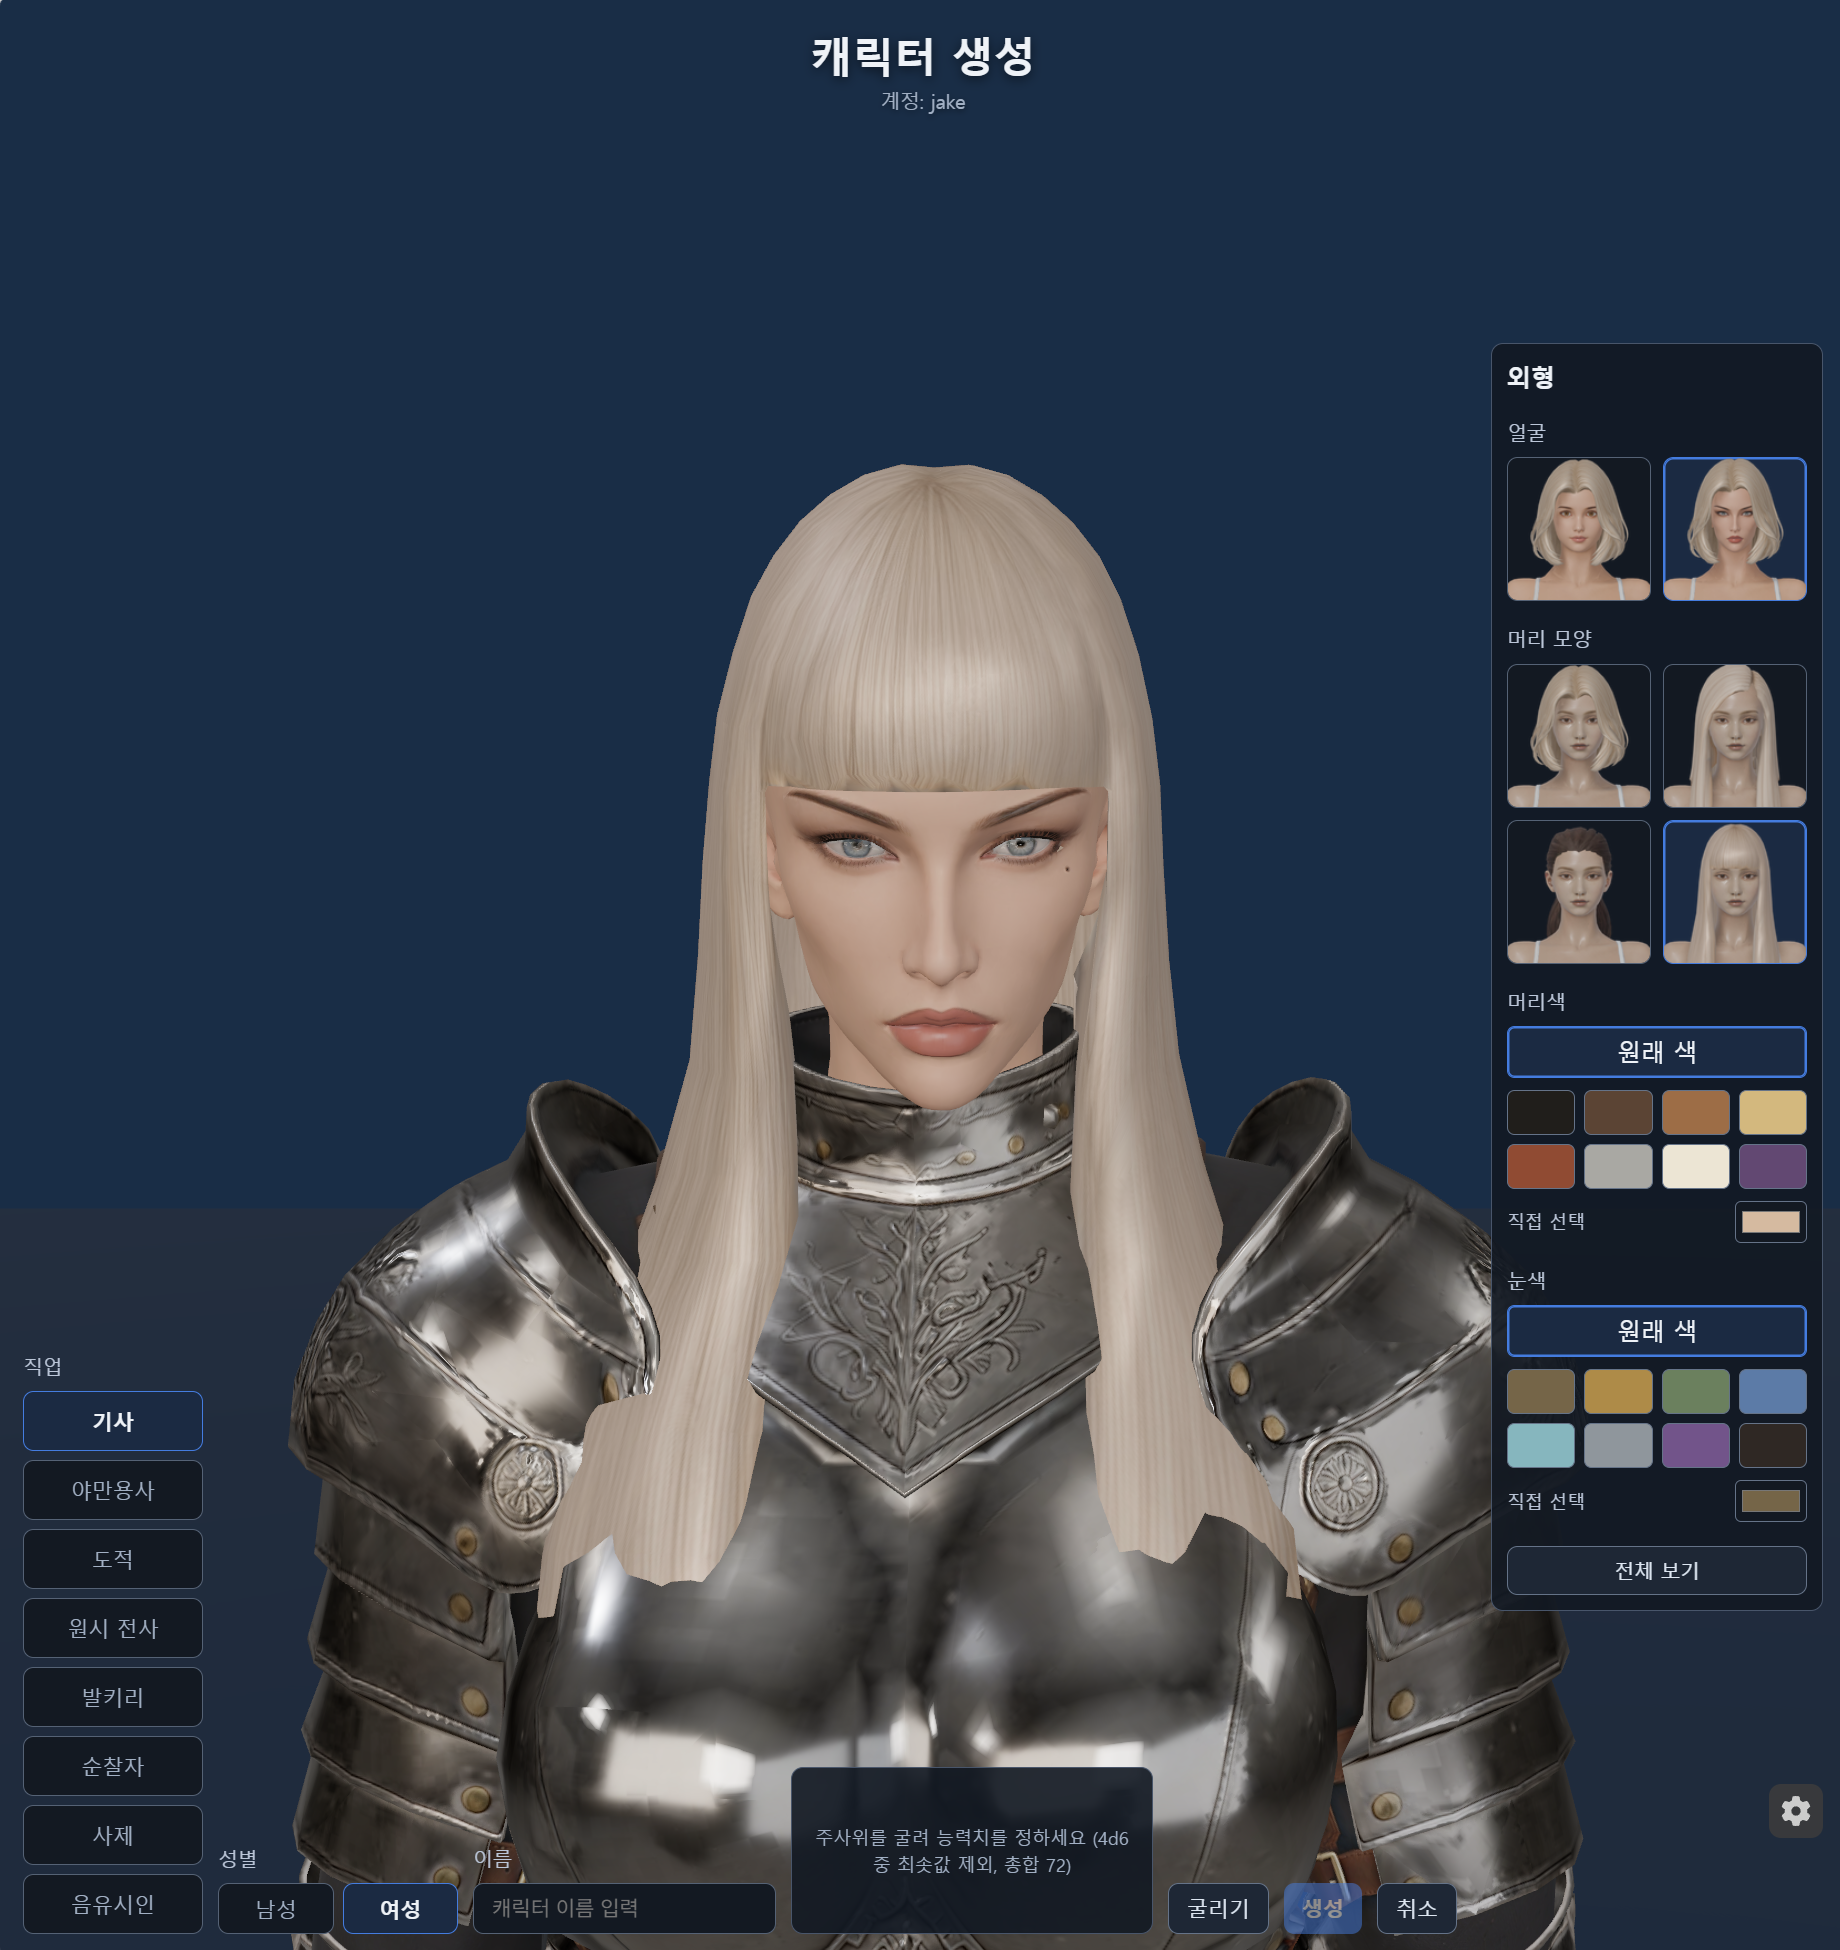 캐릭터 생성
계정: jake
외형
얼굴
머리 모양
머리색
원래 색
직접 선택
눈색
원래 색
직접 선택
전체 보기
직업
기사
야만용사
도적
원시 전사
발키리
순찰자
사제
음유시인
성별
남성
여성
이름
캐릭터 이름 입력
주사위를 굴려 능력치를 정하세요 (4d6
중 최솟값 제외, 총합 72)
굴리기
생성
취소